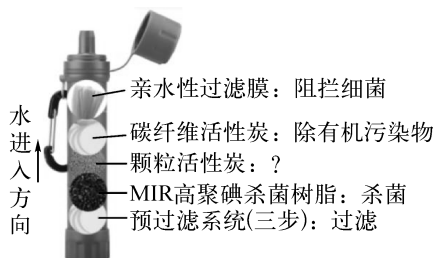 亲水性过滤膜：阻拦细菌
碳纤维活性炭：除有机污染物
颗粒活性炭：?
MIR高聚碘杀菌树脂：杀菌
预过滤系统(三步)：过滤
水进入方向